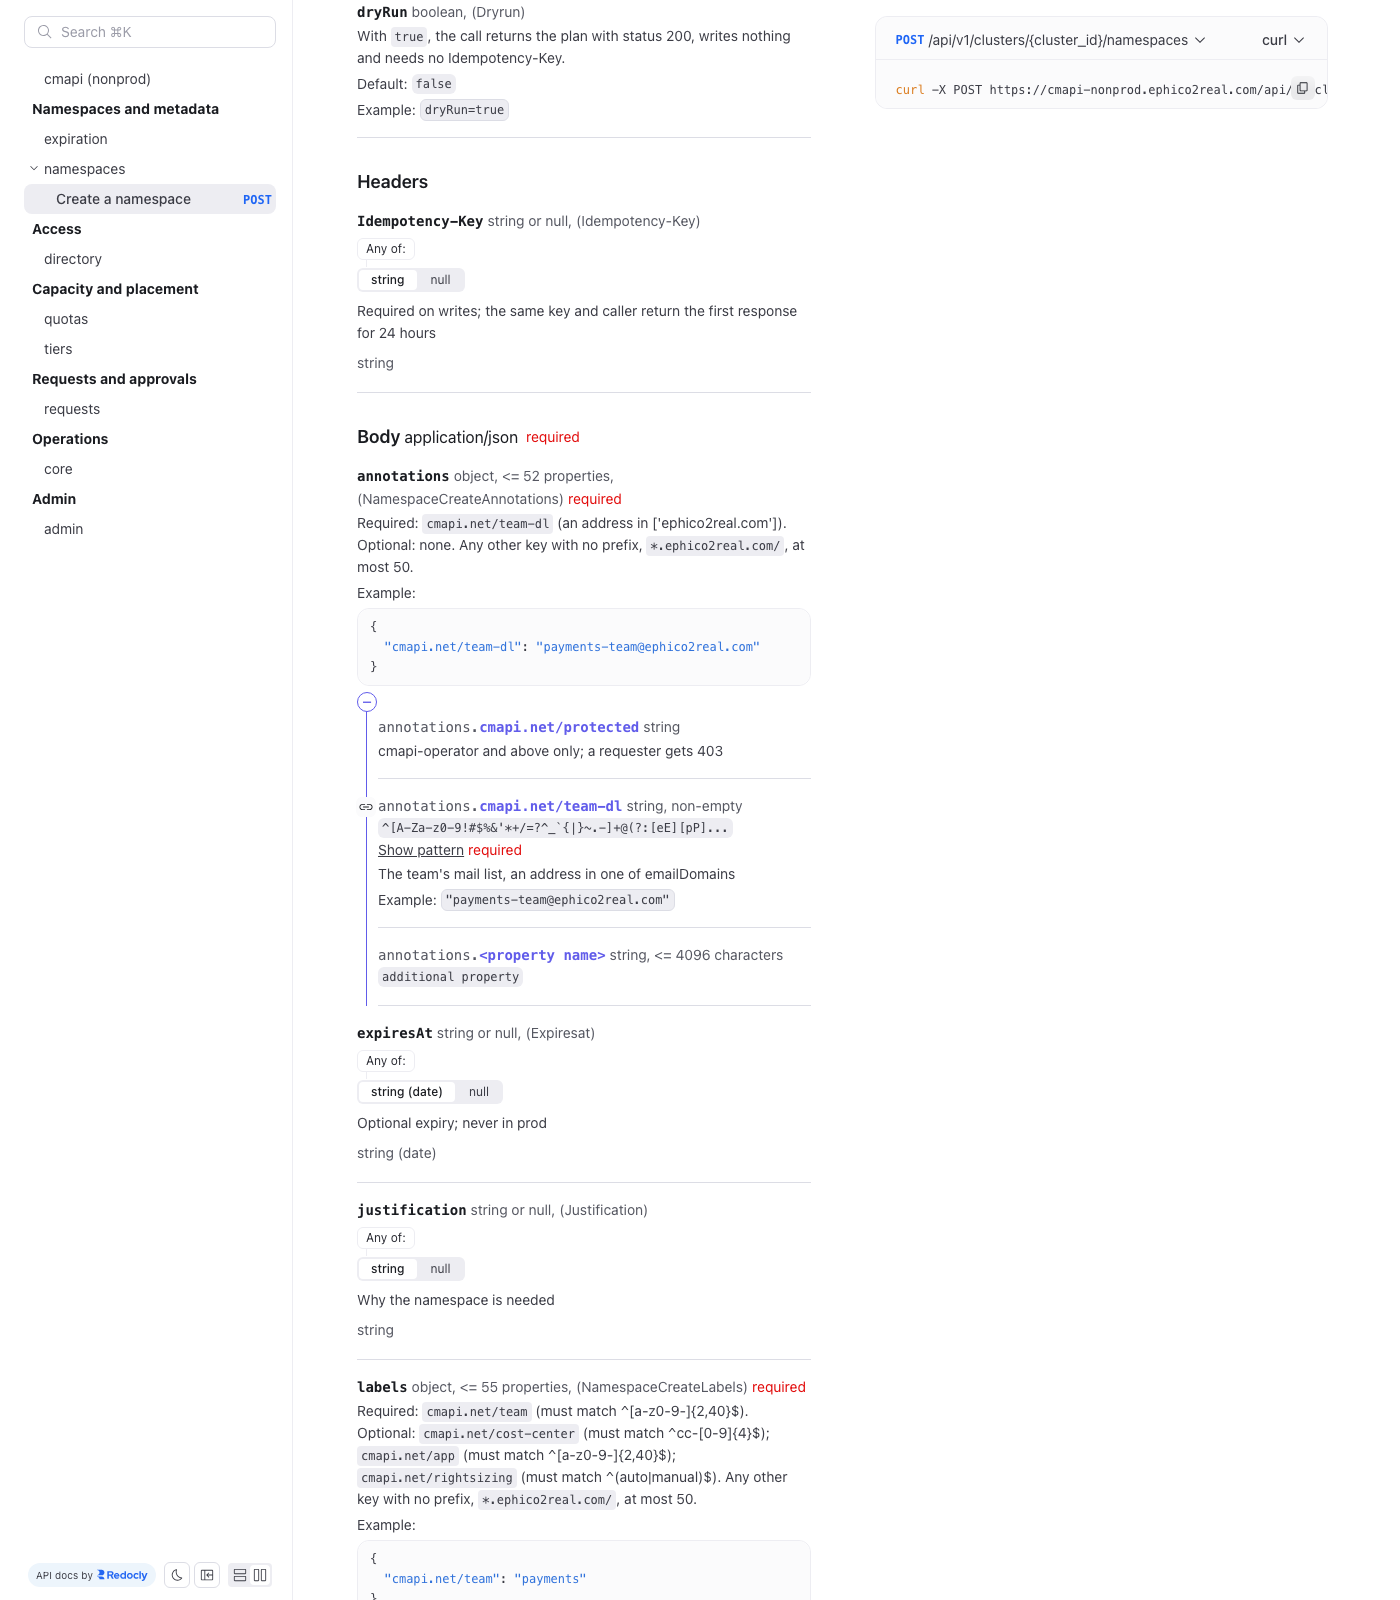 Search ⌘K
cmapi (nonprod)
Namespaces and metadata
expiration
namespaces
Create a namespace POST
Access
directory
Capacity and placement
quotas
tiers
Requests and approvals
requests
Operations
core
Admin
admin
API docs by Redocly
dryRun boolean, (Dryrun)
With true, the call returns the plan with status 200, writes nothing
and needs no Idempotency-Key.
Default: false
Example: dryRun=true
Headers
Idempotency-Key string or null, (Idempotency-Key)
Any of:
string null
Required on writes; the same key and caller return the first response
for 24 hours
string
Body application/json required
annotations object, <= 52 properties,
(NamespaceCreateAnnotations) required
Required: cmapi.net/team-dl (an address in ['ephico2real.com']).
Optional: none. Any other key with no prefix, *.ephico2real.com/, at
most 50.
Example:
{
"cmapi.net/team-dl": "payments-team@ephico2real.com"
}
annotations.cmapi.net/protected string
cmapi-operator and above only; a requester gets 403
annotations.cmapi.net/team-dl string, non-empty
^[A-Za-z0-9!#$%&'*+/=?^_`{|}~.-]+@(?:[eE][pP]...
Show pattern required
The team's mail list, an address in one of emailDomains
Example: "payments-team@ephico2real.com"
annotations.<property name> string, <= 4096 characters
additional property
expiresAt string or null, (Expiresat)
Any of:
string (date) null
Optional expiry; never in prod
string (date)
justification string or null, (Justification)
Any of:
string null
Why the namespace is needed
string
labels object, <= 55 properties, (NamespaceCreateLabels) required
Required: cmapi.net/team (must match ^[a-z0-9-]{2,40}$).
Optional: cmapi.net/cost-center (must match ^cc-[0-9]{4}$);
cmapi.net/app (must match ^[a-z0-9-]{2,40}$);
cmapi.net/rightsizing (must match ^(auto|manual)$). Any other
key with no prefix, *.ephico2real.com/, at most 50.
Example:
{
"cmapi.net/team": "payments"
}
POST /api/v1/clusters/{cluster_id}/namespaces curl
curl -X POST https://cmapi-nonprod.ephico2real.com/api/ cl